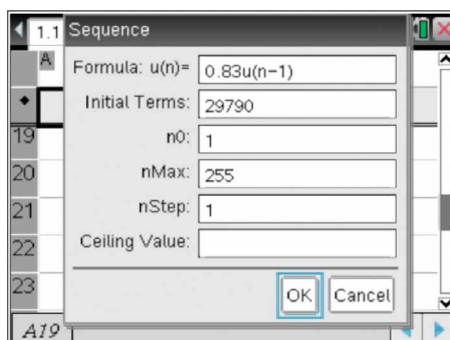 1.1
Sequence
A
Formula: u(n)= 0.83u(n−1)
Initial Terms: 29790
n0: 1
nMax: 255
nStep: 1
Ceiling Value:
OK Cancel
19
20
21
22
23
A19